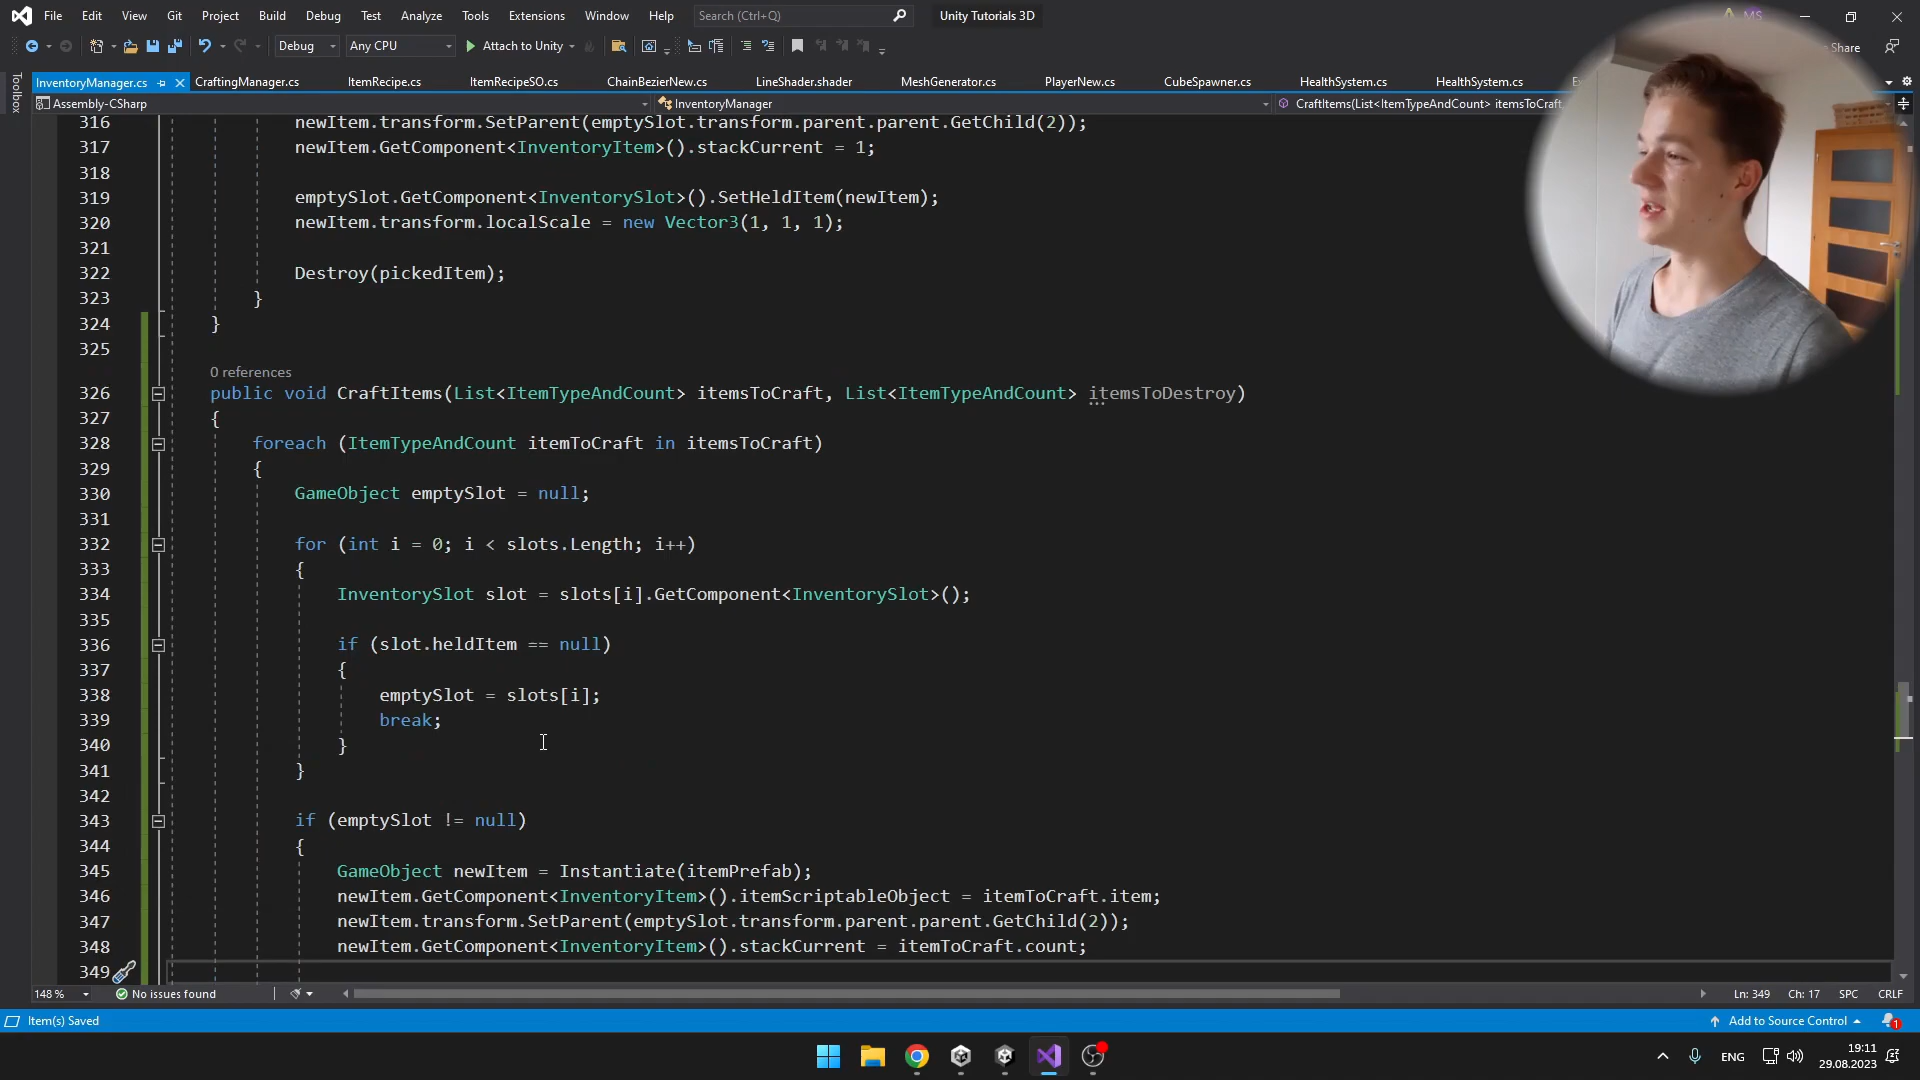 File Edit View Git Project Build Debug Test Analyze Tools Extensions Window Help Search (Ctrl+Q) Unity Tutorials 3D MS
Debug Any CPU Attach to Unity Share
InventoryManager.cs CraftingManager.cs ItemRecipe.cs ItemRecipeSO.cs ChainBezierNew.cs LineShader.shader MeshGenerator.cs PlayerNew.cs CubeSpawner.cs HealthSystem.cs HealthSystem.cs
Toolbox
Assembly-CSharp InventoryManager CraftItems(List<ItemTypeAndCount> itemsToCraft,
316 newItem.transform.SetParent(emptySlot.transform.parent.parent.GetChild(2));
317 newItem.GetComponent<InventoryItem>().stackCurrent = 1;
318
319 emptySlot.GetComponent<InventorySlot>().SetHeldItem(newItem);
320 newItem.transform.localScale = new Vector3(1, 1, 1);
321
322 Destroy(pickedItem);
323 }
324 }
325
0 references
326 public void CraftItems(List<ItemTypeAndCount> itemsToCraft, List<ItemTypeAndCount> itemsToDestroy)
327 {
328 foreach (ItemTypeAndCount itemToCraft in itemsToCraft)
329 {
330 GameObject emptySlot = null;
331
332 for (int i = 0; i < slots.Length; i++)
333 {
334 InventorySlot slot = slots[i].GetComponent<InventorySlot>();
335
336 if (slot.heldItem == null)
337 {
338 emptySlot = slots[i];
339 break;
340 }
341 }
342
343 if (emptySlot != null)
344 {
345 GameObject newItem = Instantiate(itemPrefab);
346 newItem.GetComponent<InventoryItem>().itemScriptableObject = itemToCraft.item;
347 newItem.transform.SetParent(emptySlot.transform.parent.parent.GetChild(2));
348 newItem.GetComponent<InventoryItem>().stackCurrent = itemToCraft.count;
349
148 % No issues found Ln: 349 Ch: 17 SPC CRLF
Item(s) Saved Add to Source Control 1
ENG 19:11
29.08.2023